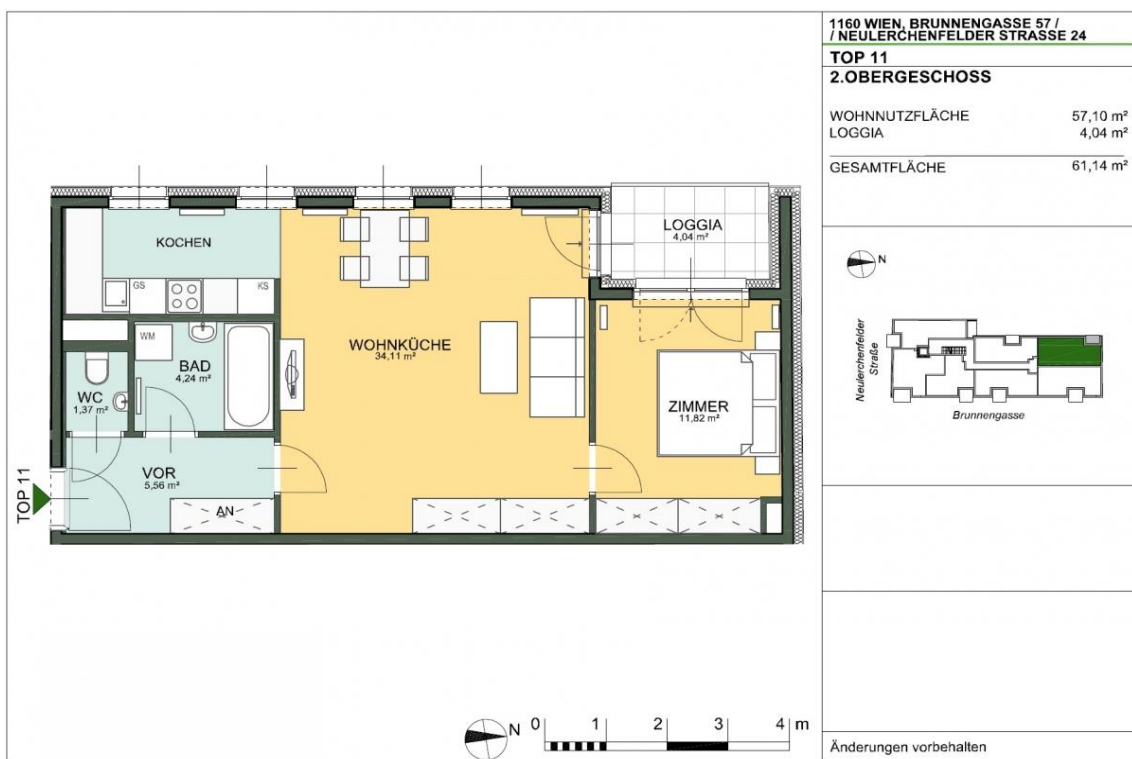 1160 WIEN, BRUNNENGASSE 57 /
/ NEULERCHENFELDER STRASSE 24
TOP 11
2.OBERGESCHOSS
WOHNNUTZFLÄCHE 57,10 m²
LOGGIA 4,04 m²
GESAMTFLÄCHE 61,14 m²
N
Neulerchenfelder
Straße
Brunnengasse
Änderungen vorbehalten
KOCHEN
GS
KS
LOGGIA
4,04 m²
WM
BAD
4,24 m²
WOHNKÜCHE
34,11 m²
WC
1,37 m²
ZIMMER
11,82 m²
VOR
5,56 m²
AN
TOP 11
N
0 1 2 3 4 m